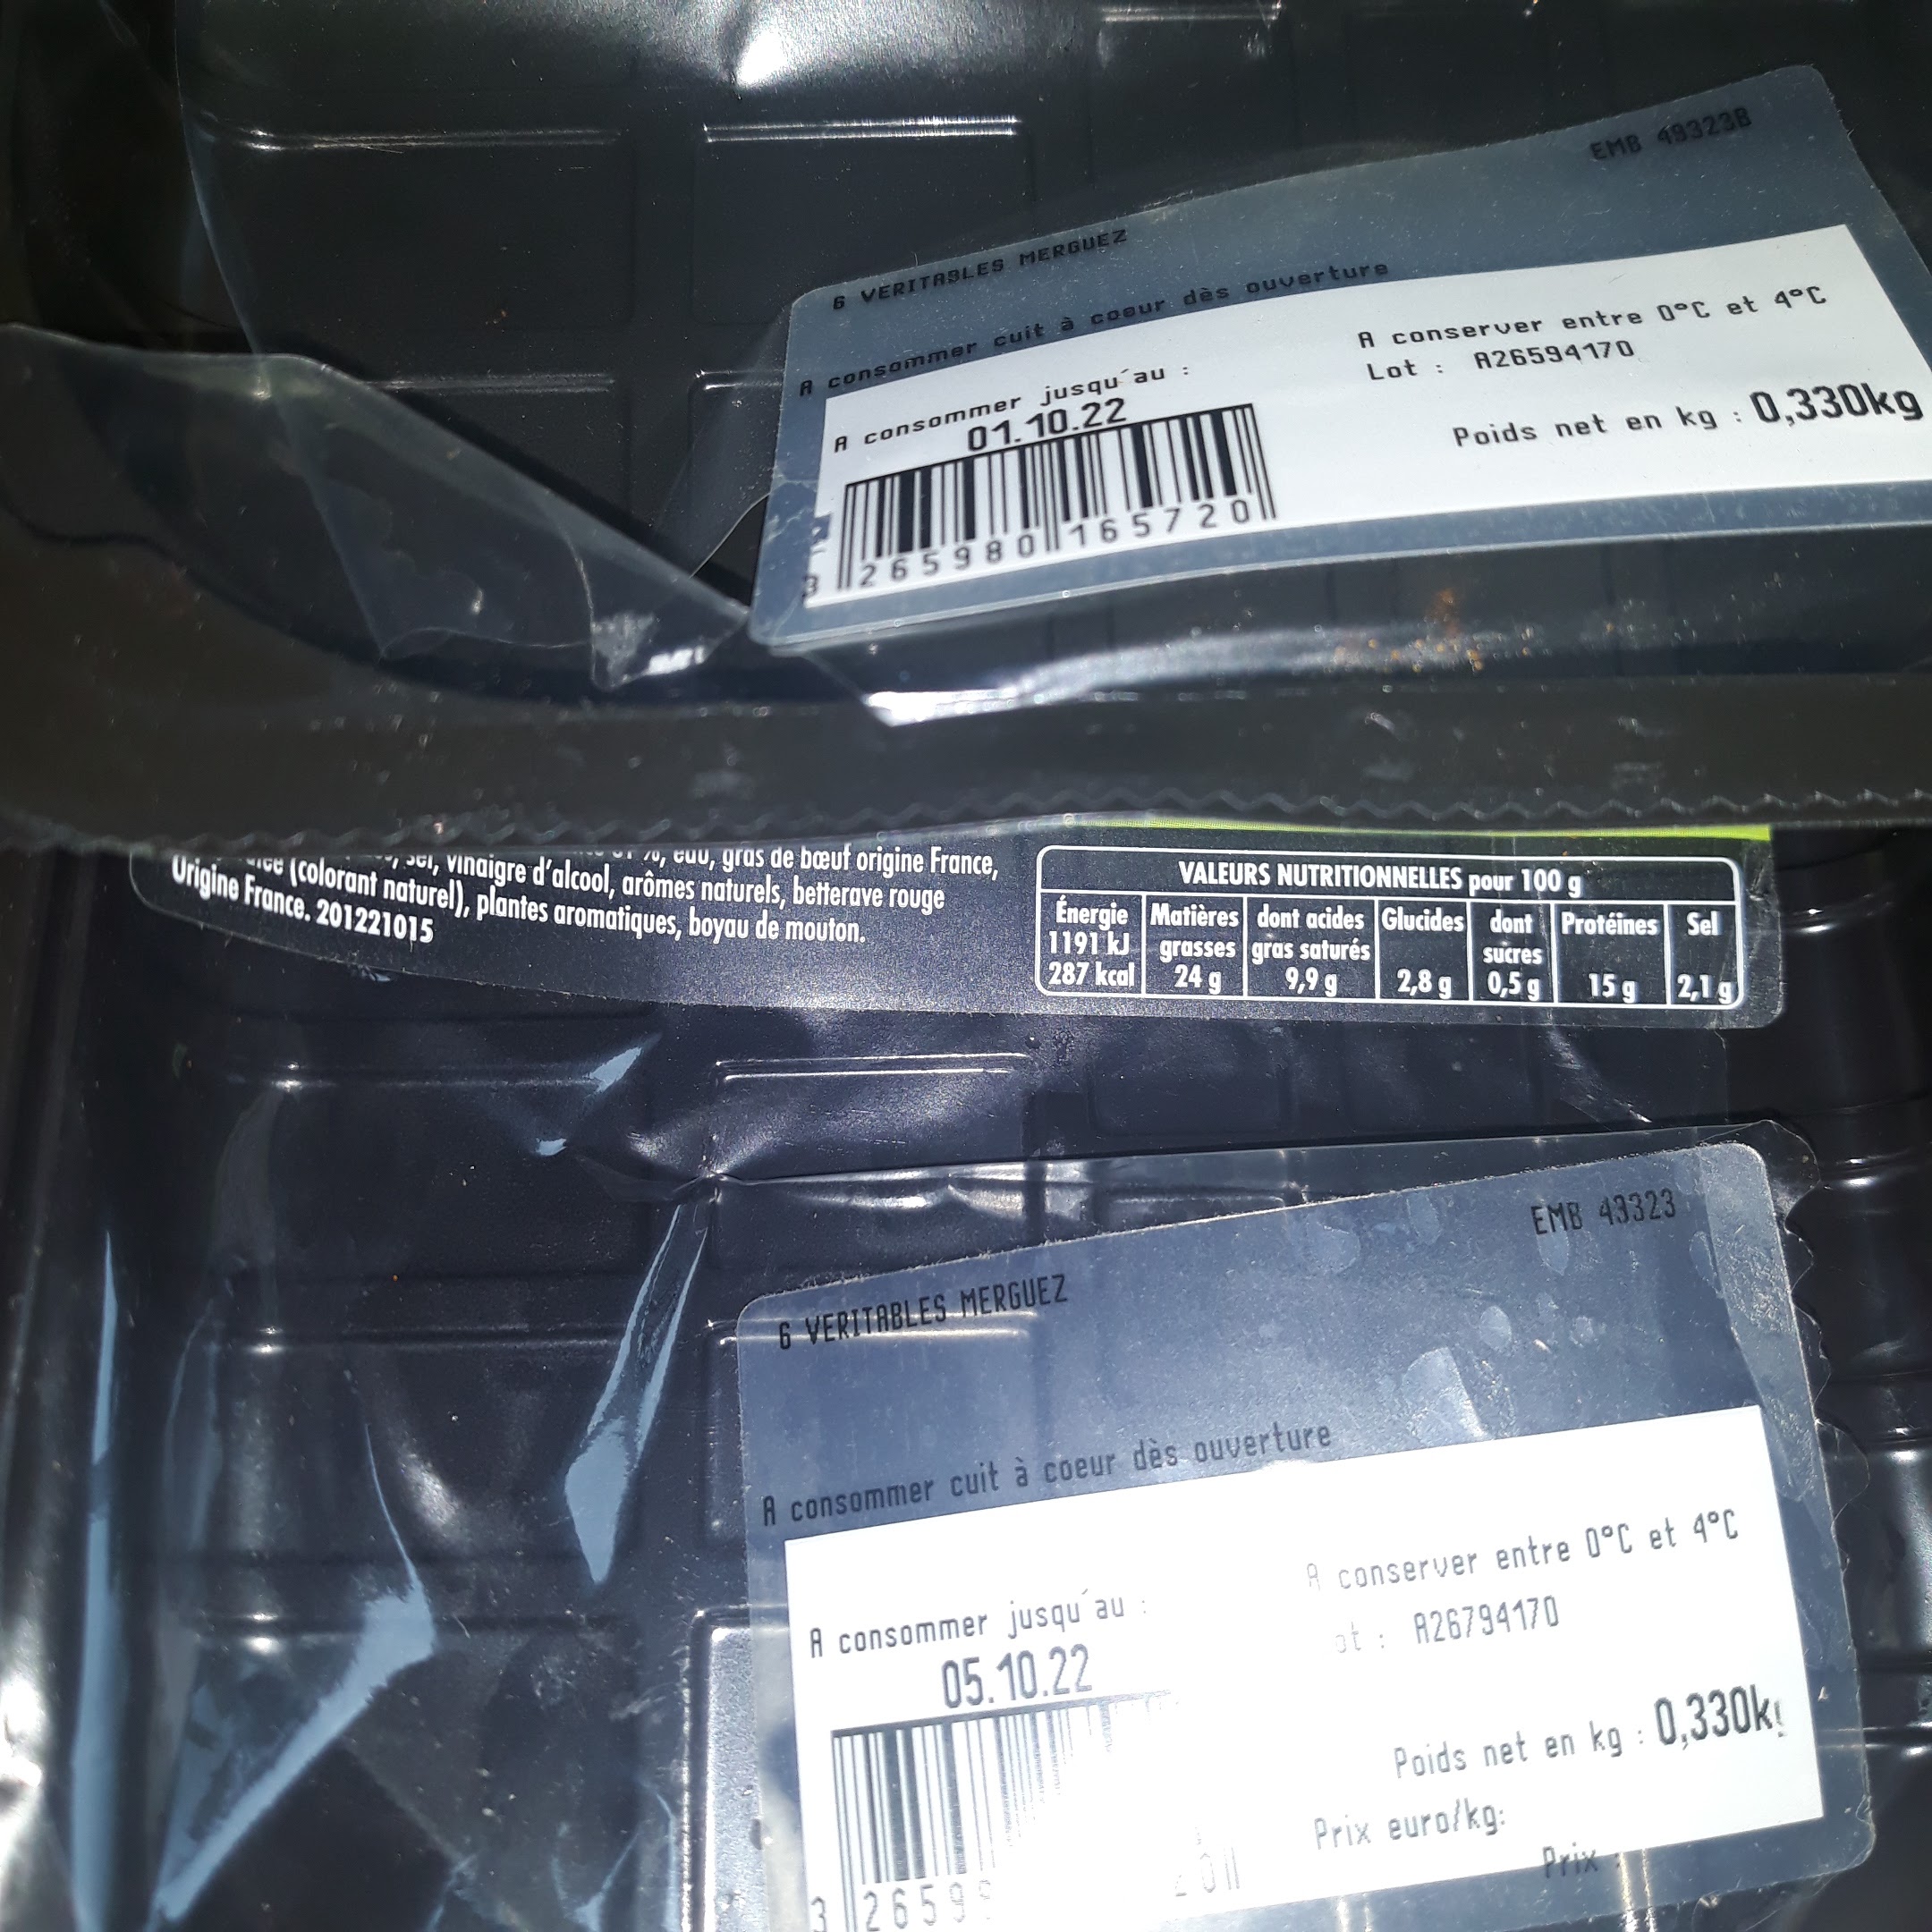 EMB 49323B
6 VERITABLES MERGUEZ
A consommer cuit à coeur dès ouverture
A conserver entre 0°C et 4°C
Lot : A26594170
A consommer jusqu'au :
01.10.22
Poids net en kg : 0,330kg
3 265980 165720
%, eau, gras de bœuf origine France,
sel, vinaigre d'alcool, arômes naturels, betterave rouge
(colorant naturel), plantes aromatiques, boyau de mouton.
Origine France. 201221015
VALEURS NUTRITIONNELLES pour 100 g
Énergie Matières dont acides Glucides dont Protéines Sel
1191 kJ grasses gras saturés sucres
287 kcal 24 g 9,9 g 2,8 g 0,5 g 15 g 2,1 g
EMB 49323
6 VERITABLES MERGUEZ
A consommer cuit à coeur dès ouverture
A conserver entre 0°C et 4°C
ot : A26794170
A consommer jusqu'au :
05.10.22
Poids net en kg : 0,330k
Prix euro/kg:
Prix :
3 2659 20